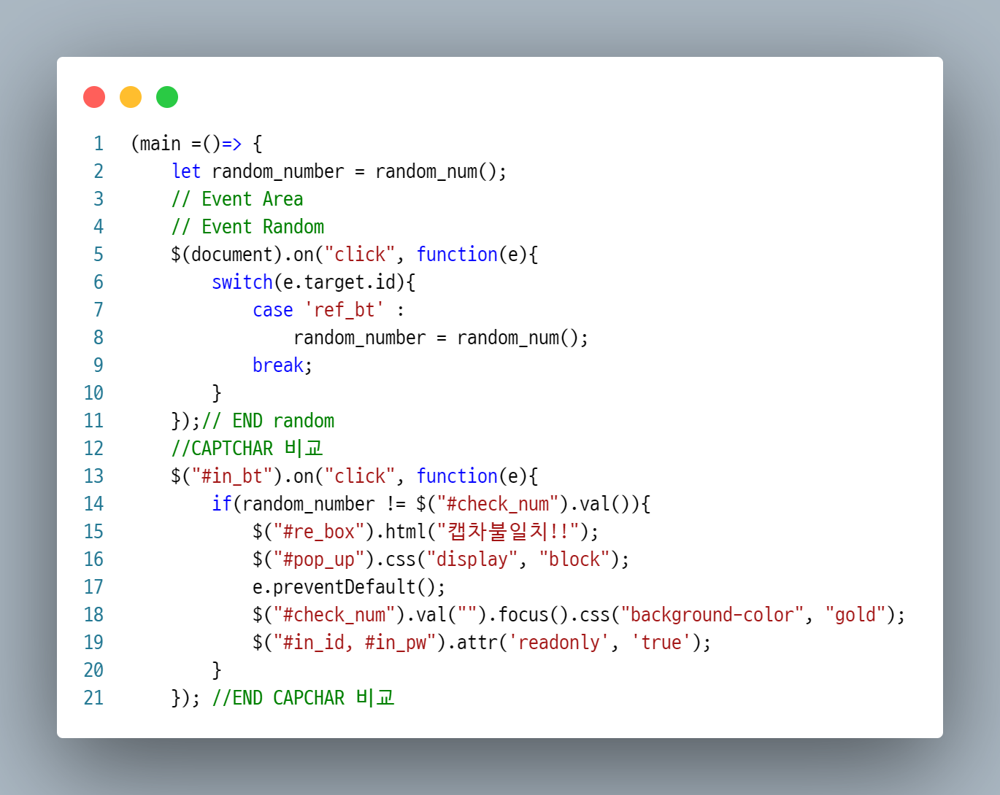 1 (main =()=> {
2     let random_number = random_num();
3     // Event Area
4     // Event Random
5     $(document).on("click", function(e){
6         switch(e.target.id){
7             case 'ref_bt' :
8                 random_number = random_num();
9             break;
10         }
11     });// END random
12     //CAPTCHAR 비교
13     $("#in_bt").on("click", function(e){
14         if(random_number != $("#check_num").val()){
15             $("#re_box").html("캡차불일치!!");
16             $("#pop_up").css("display", "block");
17             e.preventDefault();
18             $("#check_num").val("").focus().css("background-color", "gold");
19             $("#in_id, #in_pw").attr('readonly', 'true');
20         }
21     }); //END CAPCHAR 비교